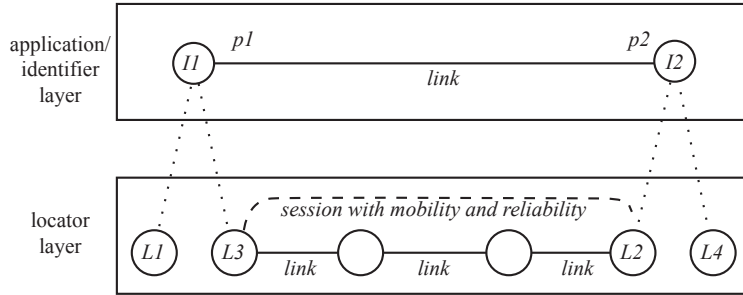 application/
identifier
layer
p1
p2
I1
I2
link
locator
layer
session with mobility and reliability
L1
L3
L2
L4
link
link
link